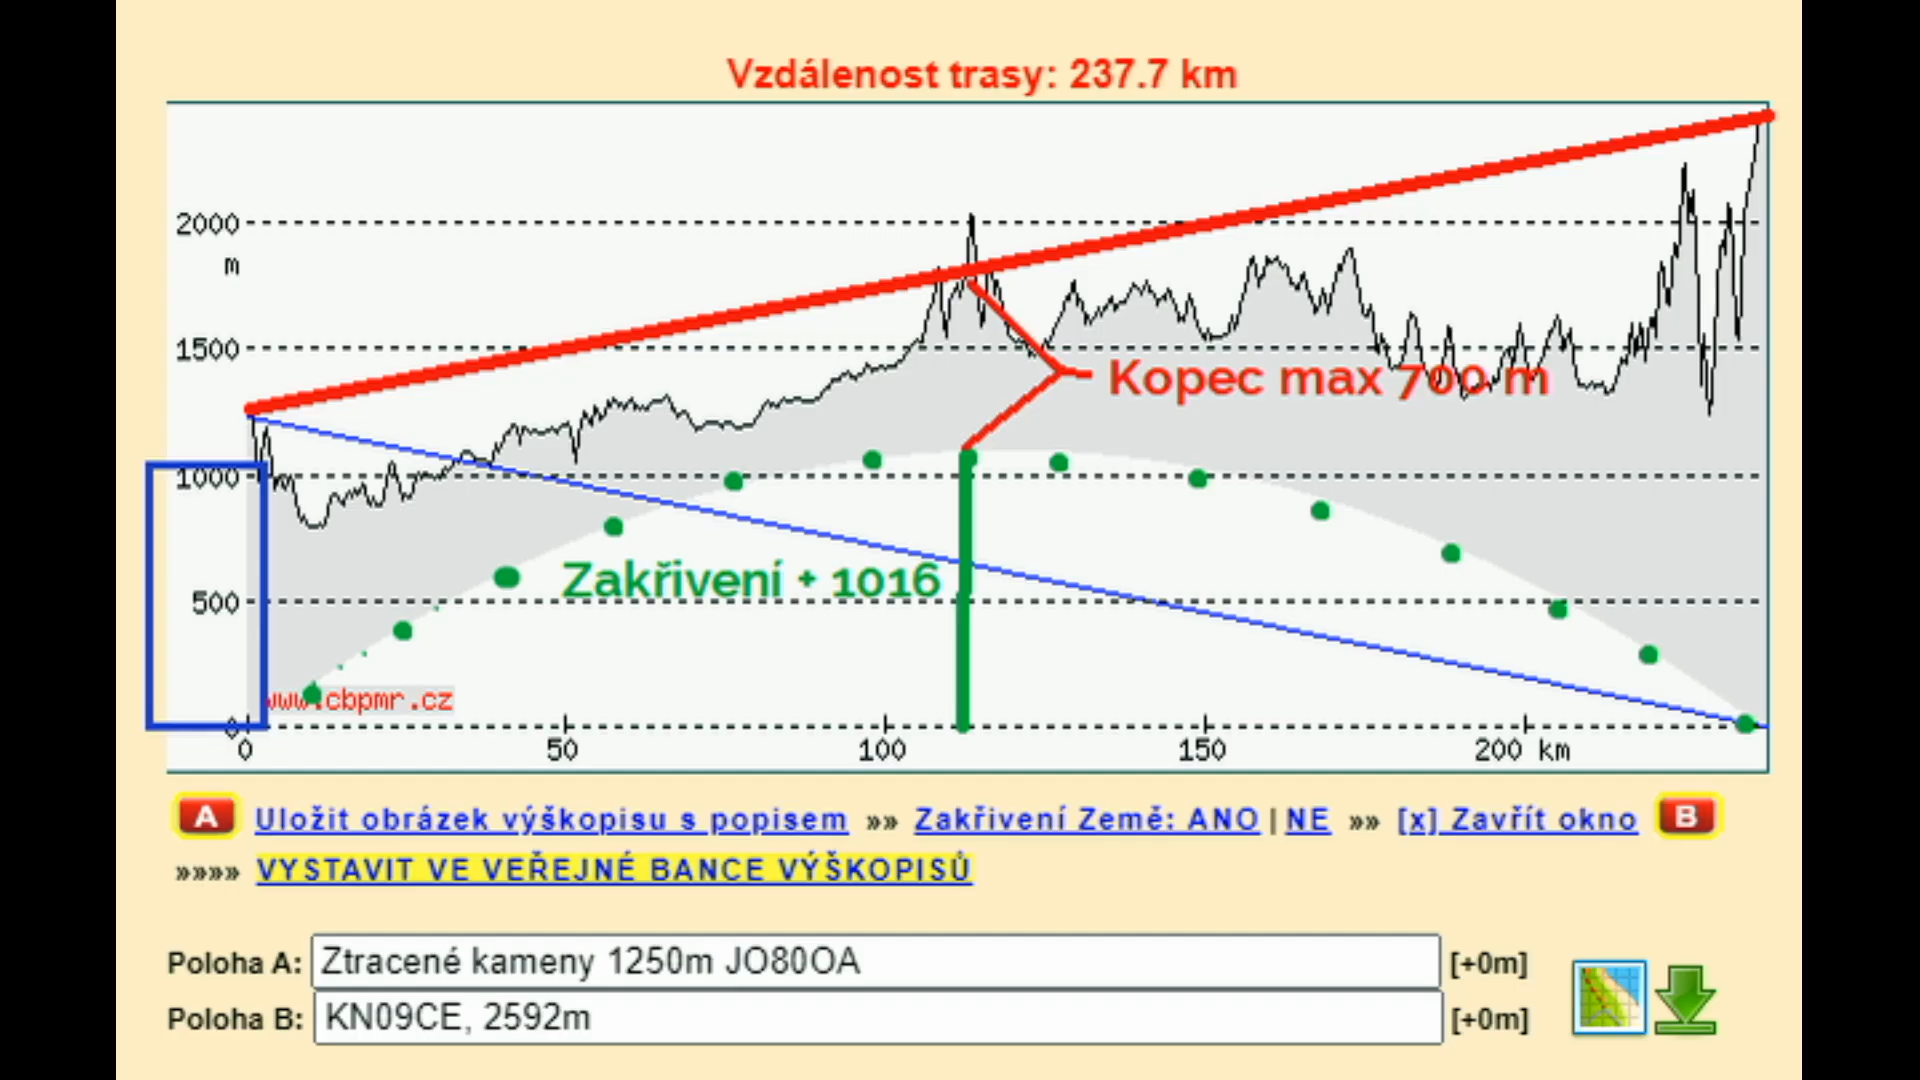 Vzdálenost trasy: 237.7 km
2000
m
1500
Kopec max 700 m
1000
Zakřivení + 1016
500
www.cbpmr.cz
0
0 50 100 150 200 km
A Uložit obrázek výškopisu s popisem »» Zakřivení Země: ANO | NE »» [x] Zavřít okno B
»»»» VYSTAVIT VE VEŘEJNÉ BANCE VÝŠKOPISŮ
Poloha A: Ztracené kameny 1250m JO80OA [+0m]
Poloha B: KN09CE, 2592m [+0m]